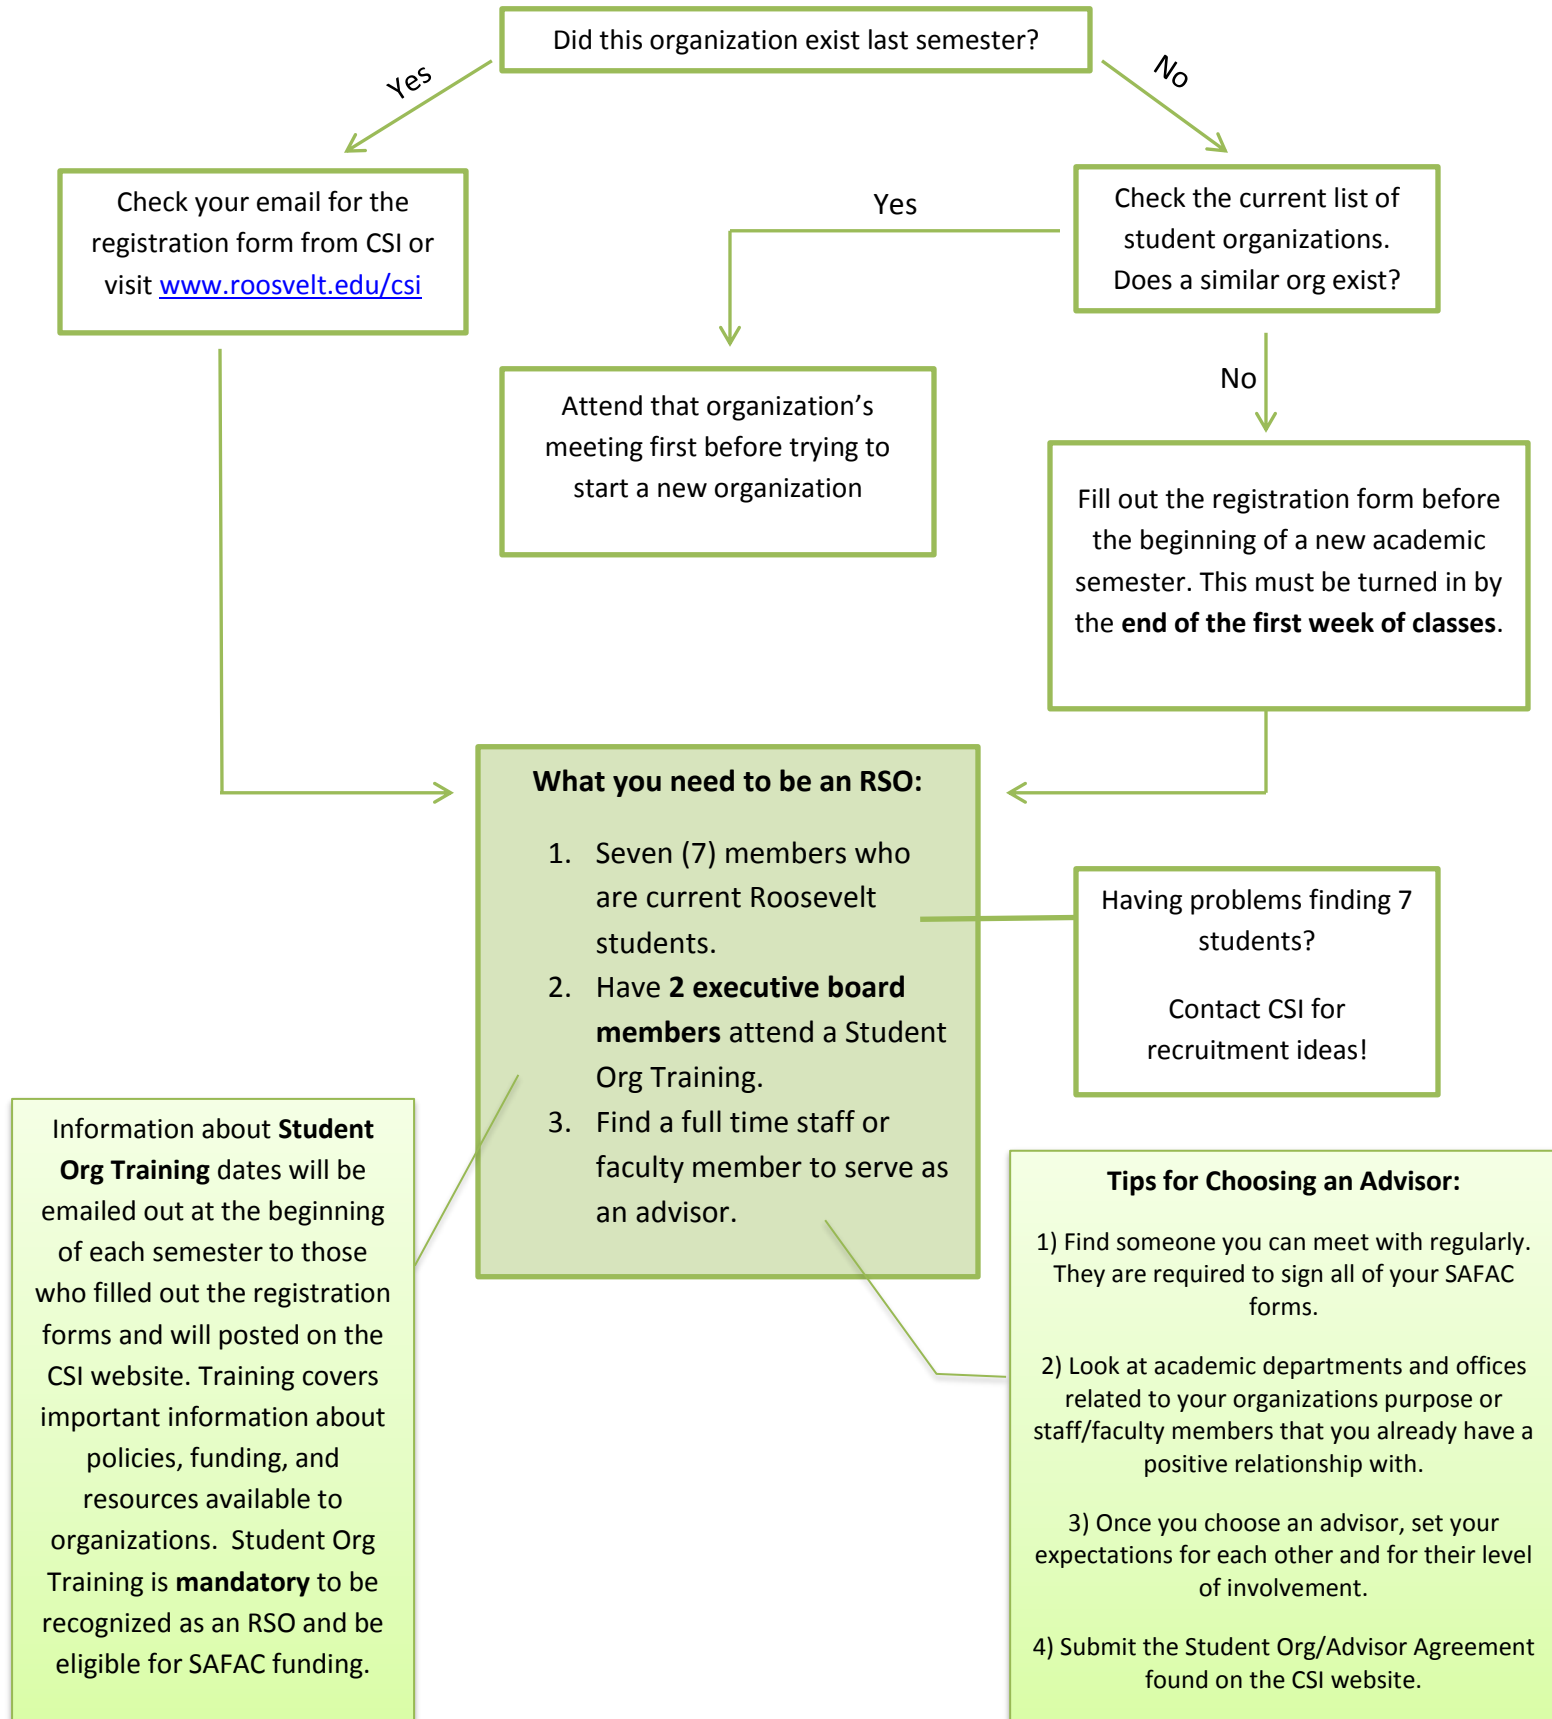 Did this organization exist last semester?
Yes
No
Check your email for the
registration form from CSI or
visit www.roosvelt.edu/csi
Yes
Check the current list of
student organizations.
Does a similar org exist?
Attend that organization’s
meeting first before trying to
start a new organization
No
Fill out the registration form before
the beginning of a new academic
semester. This must be turned in by
the end of the first week of classes.
What you need to be an RSO:
1. Seven (7) members who
are current Roosevelt
students.
2. Have 2 executive board
members attend a Student
Org Training.
3. Find a full time staff or
faculty member to serve as
an advisor.
Having problems finding 7
students?
Contact CSI for
recruitment ideas!
Information about Student
Org Training dates will be
emailed out at the beginning
of each semester to those
who filled out the registration
forms and will posted on the
CSI website. Training covers
important information about
policies, funding, and
resources available to
organizations.  Student Org
Training is mandatory to be
recognized as an RSO and be
eligible for SAFAC funding.
Tips for Choosing an Advisor:
1) Find someone you can meet with regularly.
They are required to sign all of your SAFAC
forms.
2) Look at academic departments and offices
related to your organizations purpose or
staff/faculty members that you already have a
positive relationship with.
3) Once you choose an advisor, set your
expectations for each other and for their level
of involvement.
4) Submit the Student Org/Advisor Agreement
found on the CSI website.